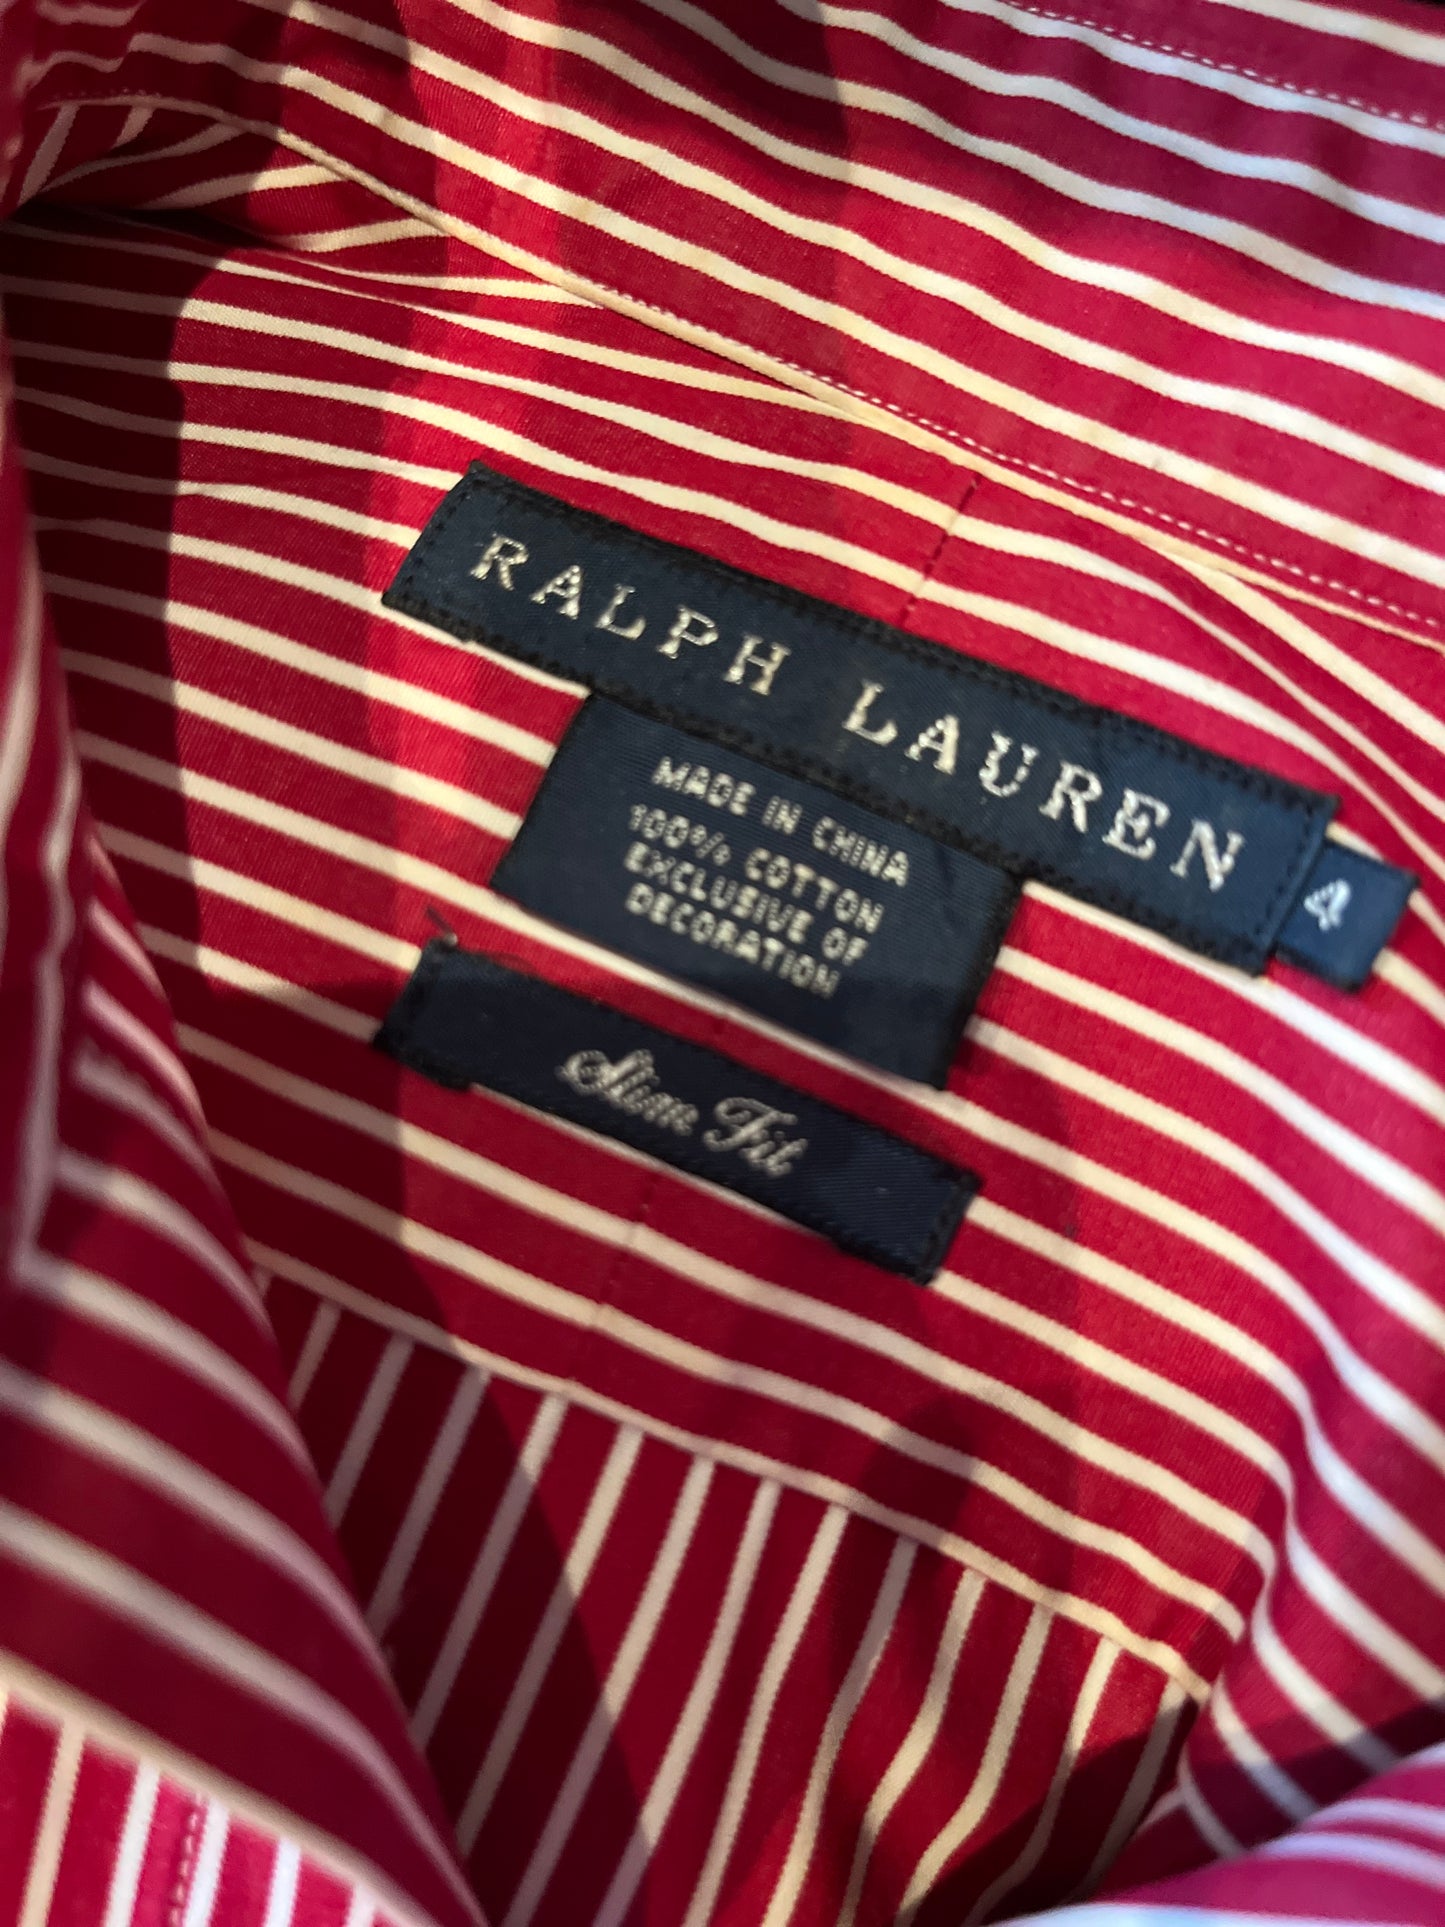 RALPH LAUREN
4
MADE IN CHINA
100% COTTON
EXCLUSIVE OF
DECORATION
Slim Fit